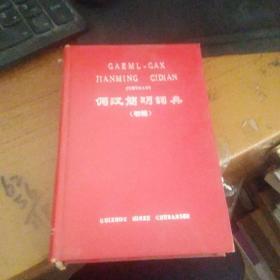 GAEML-GAX
JIANMING CIDIAN
侗汉简明词典
(初稿)
GUIZHOU MINZU CHUBANSHE